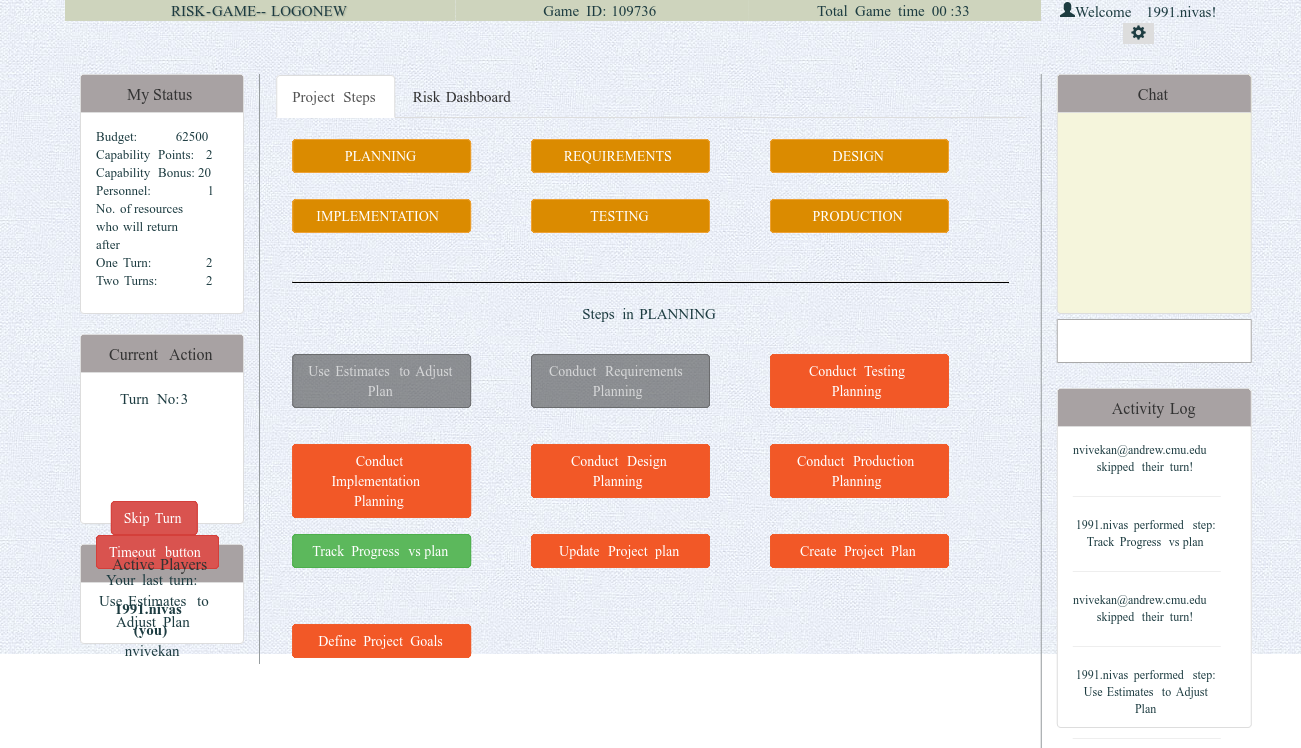 RISK-GAME-- LOGONEW
Game ID: 109736
Total Game time 00 :33
Welcome 1991.nivas!
My Status
Budget: 62500
Capability Points: 2
Capability Bonus: 20
Personnel: 1
No. of resources
who will return
after
One Turn: 2
Two Turns: 2
Current Action
Turn No: 3
Skip Turn
Timeout button
Active Players
Your last turn:
Use Estimates to
Adjust Plan
1991.nivas
(you)
nvivekan
Project Steps
Risk Dashboard
PLANNING
REQUIREMENTS
DESIGN
IMPLEMENTATION
TESTING
PRODUCTION
Steps in PLANNING
Use Estimates to Adjust
Plan
Conduct Requirements
Planning
Conduct Testing
Planning
Conduct
Implementation
Planning
Conduct Design
Planning
Conduct Production
Planning
Track Progress vs plan
Update Project plan
Create Project Plan
Define Project Goals
Chat
Activity Log
nvivekan@andrew.cmu.edu
skipped their turn!
1991.nivas performed step:
Track Progress vs plan
nvivekan@andrew.cmu.edu
skipped their turn!
1991.nivas performed step:
Use Estimates to Adjust
Plan